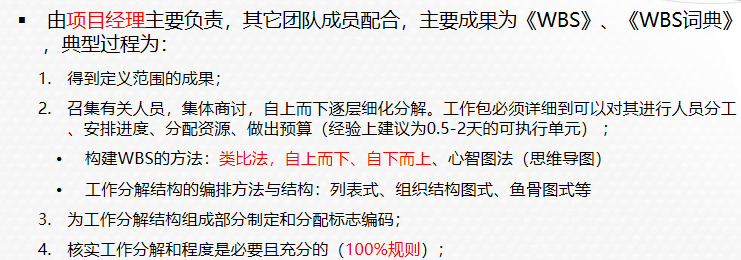 ▪ 由项目经理主要负责，其它团队成员配合，主要成果为《WBS》、《WBS词典》
，典型过程为：
1. 得到定义范围的成果；
2. 召集有关人员，集体商讨，自上而下逐层细化分解。工作包必须详细到可以对其进行人员分工
、安排进度、分配资源、做出预算（经验上建议为0.5-2天的可执行单元）；
• 构建WBS的方法：类比法，自上而下、自下而上、心智图法（思维导图）
• 工作分解结构的编排方法与结构：列表式、组织结构图式、鱼骨图式等
3. 为工作分解结构组成部分制定和分配标志编码；
4. 核实工作分解和程度是必要且充分的（100%规则）；